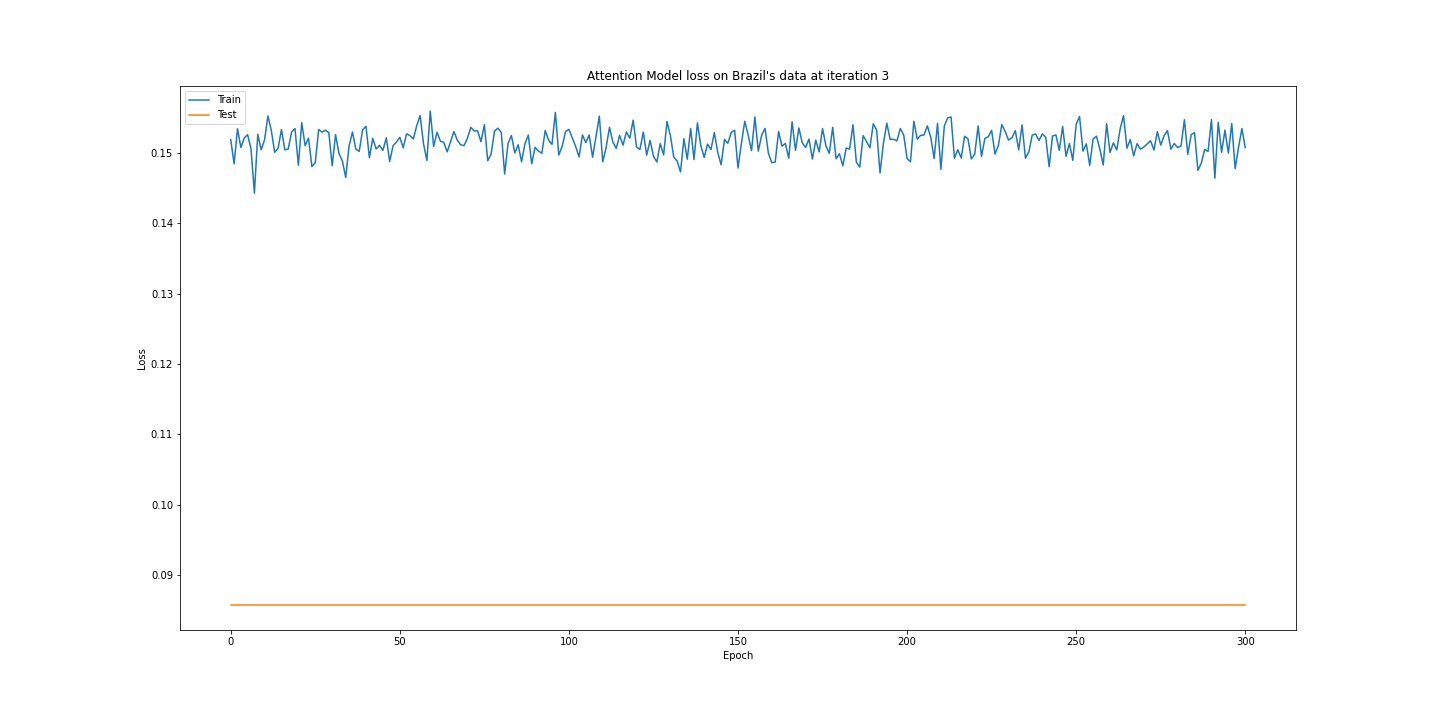 Attention Model loss on Brazil's data at iteration 3
Train
Test
0.15
0.14
0.13
0.12
0.11
0.10
0.09
Loss
0
50
100
150
200
250
300
Epoch